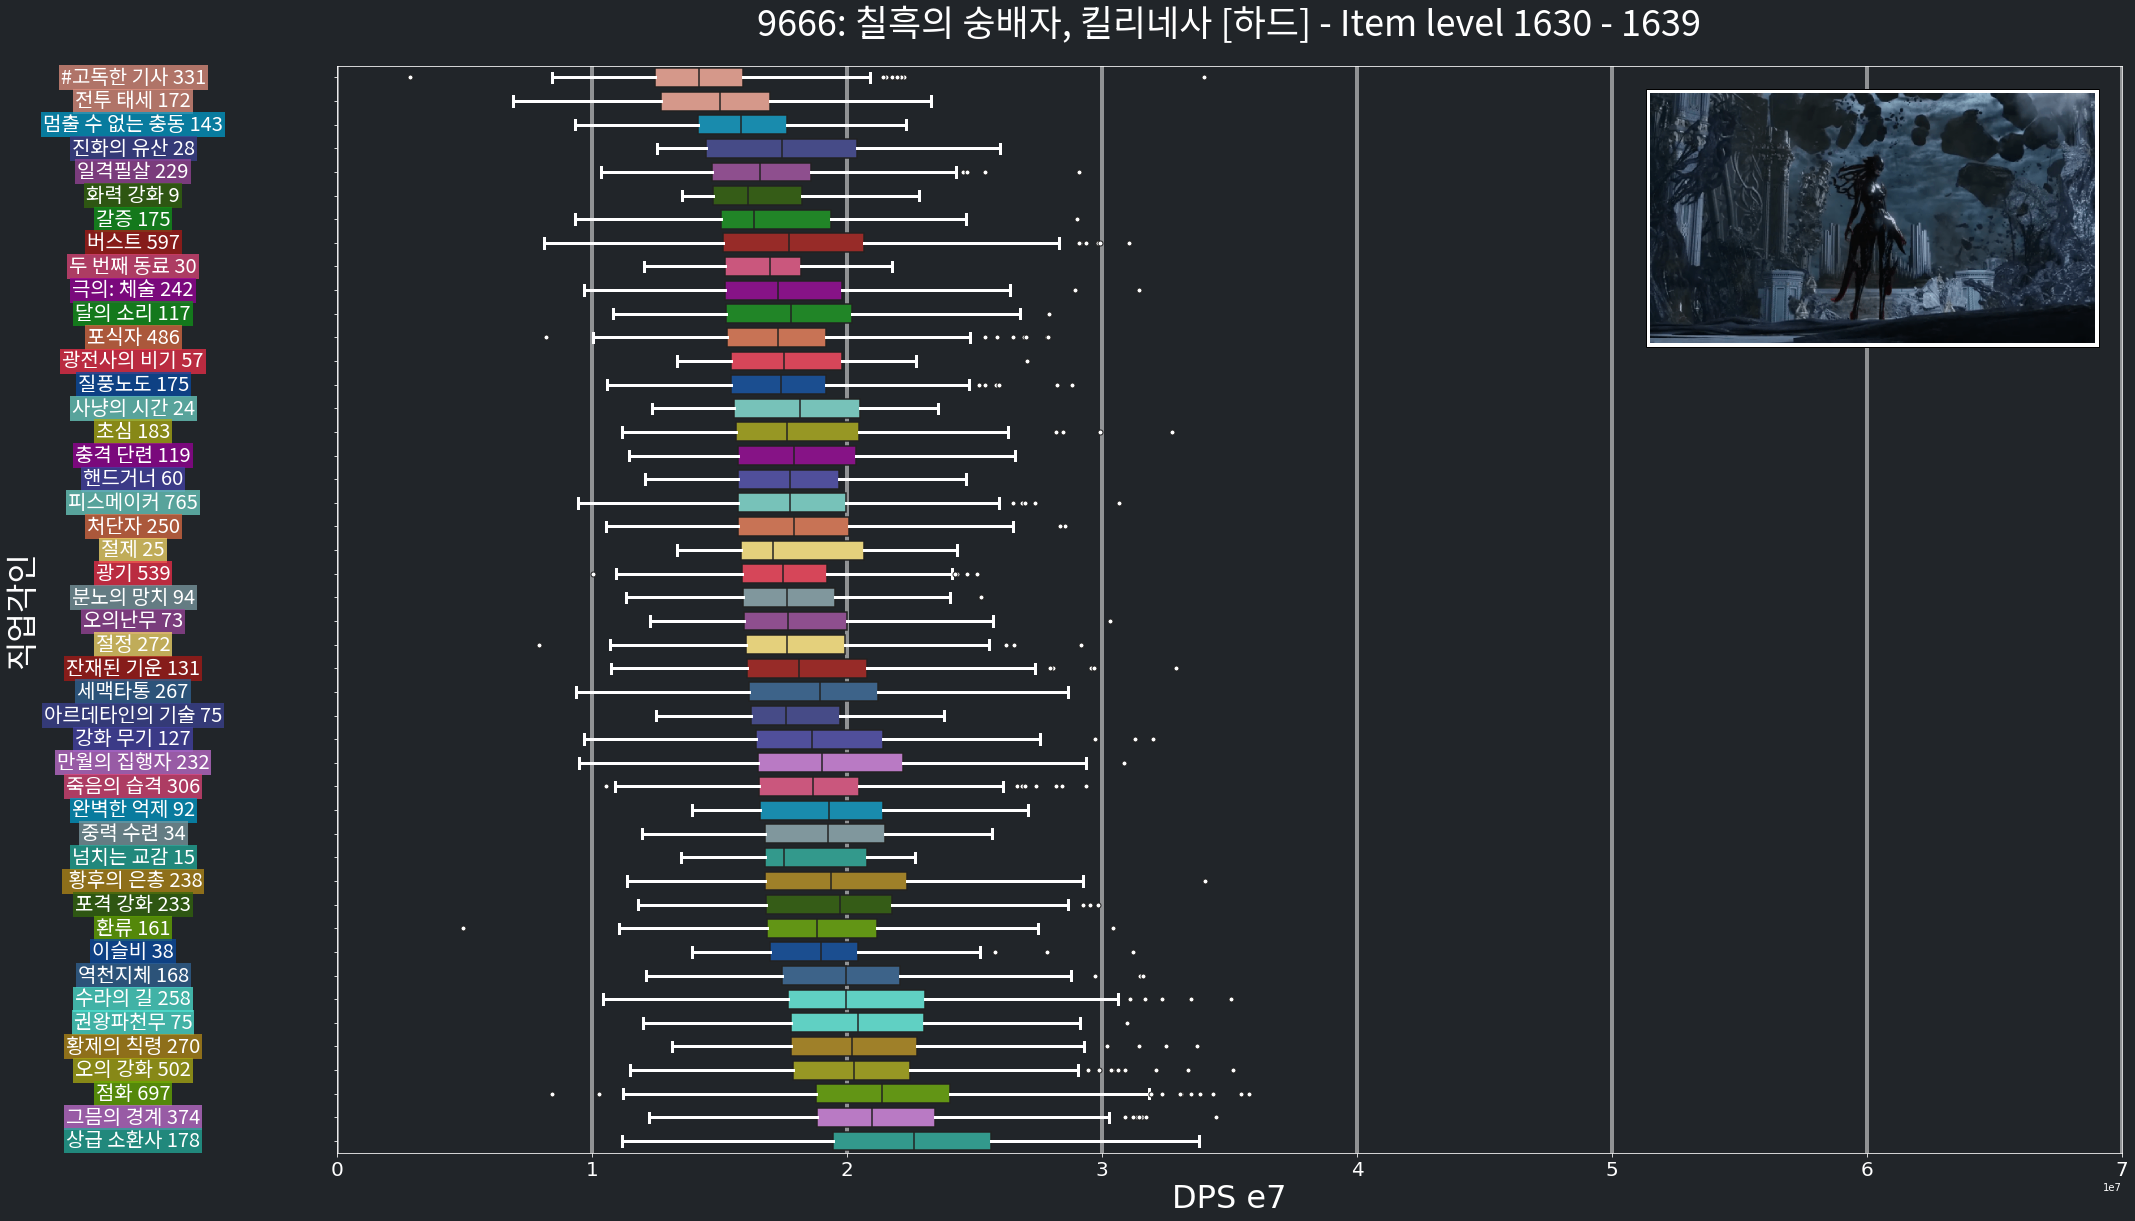 9666: 칠흑의 숭배자, 킬리네사 [하드] - Item level 1630 - 1639
#고독한 기사 331
전투 태세 172
멈출 수 없는 충동 143
진화의 유산 28
일격필살 229
화력 강화 9
갈증 175
버스트 597
두 번째 동료 30
극의: 체술 242
달의 소리 117
포식자 486
광전사의 비기 57
질풍노도 175
사냥의 시간 24
초심 183
충격 단련 119
핸드거너 60
피스메이커 765
처단자 250
절제 25
광기 539
분노의 망치 94
오의난무 73
절정 272
잔재된 기운 131
세맥타통 267
아르데타인의 기술 75
강화 무기 127
만월의 집행자 232
죽음의 습격 306
완벽한 억제 92
중력 수련 34
넘치는 교감 15
황후의 은총 238
포격 강화 233
환류 161
이슬비 38
역천지체 168
수라의 길 258
권왕파천무 75
황제의 칙령 270
오의 강화 502
점화 697
그믐의 경계 374
상급 소환사 178
직업각인
0 1 2 3 4 5 6 7
1e7
DPS e7